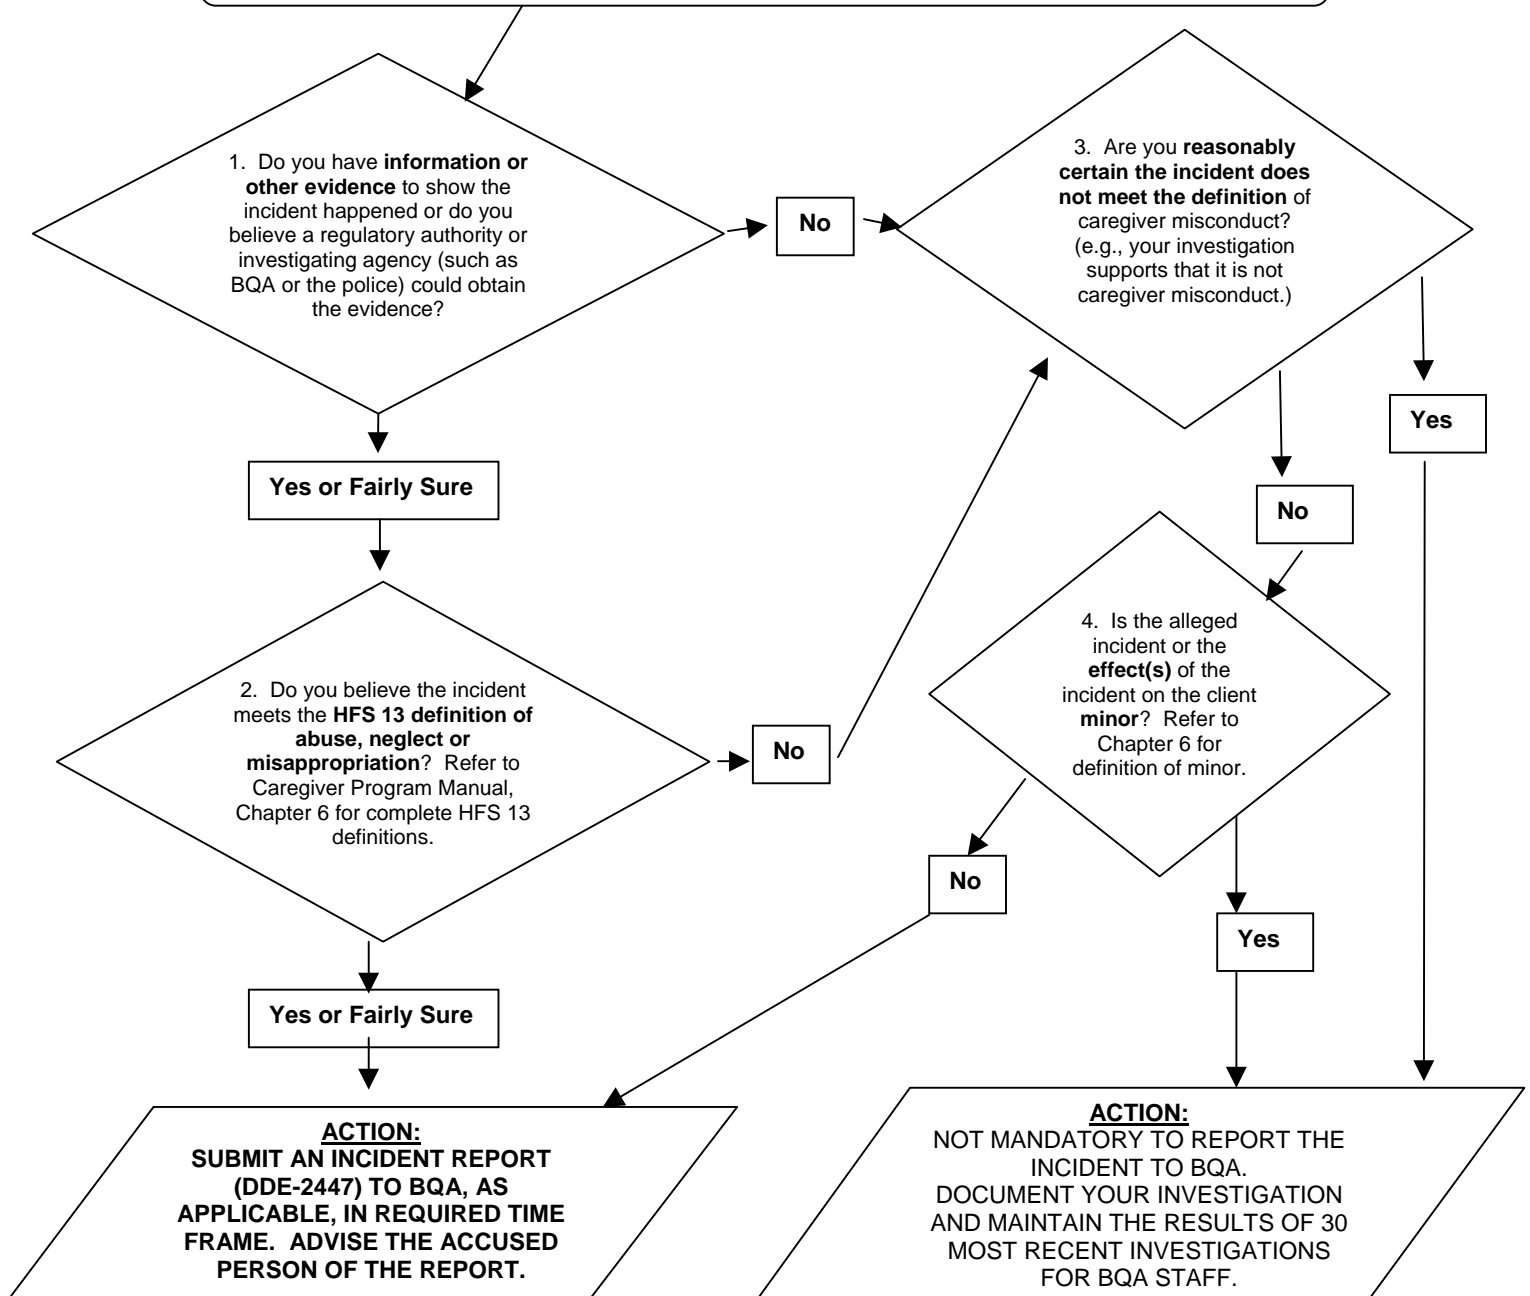 1. Do you have information or
other evidence to show the
incident happened or do you
believe a regulatory authority or
investigating agency (such as
BQA or the police) could obtain
the evidence?
No
3. Are you reasonably
certain the incident does
not meet the definition of
caregiver misconduct?
(e.g., your investigation
supports that it is not
caregiver misconduct.)
Yes
No
Yes or Fairly Sure
2. Do you believe the incident
meets the HFS 13 definition of
abuse, neglect or
misappropriation? Refer to
Caregiver Program Manual,
Chapter 6 for complete HFS 13
definitions.
No
4. Is the alleged
incident or the
effect(s) of the
incident on the client
minor? Refer to
Chapter 6 for
definition of minor.
No
Yes
Yes or Fairly Sure
ACTION:
SUBMIT AN INCIDENT REPORT
(DDE-2447) TO BQA, AS
APPLICABLE, IN REQUIRED TIME
FRAME. ADVISE THE ACCUSED
PERSON OF THE REPORT.
ACTION:
NOT MANDATORY TO REPORT THE
INCIDENT TO BQA.
DOCUMENT YOUR INVESTIGATION
AND MAINTAIN THE RESULTS OF 30
MOST RECENT INVESTIGATIONS
FOR BQA STAFF.